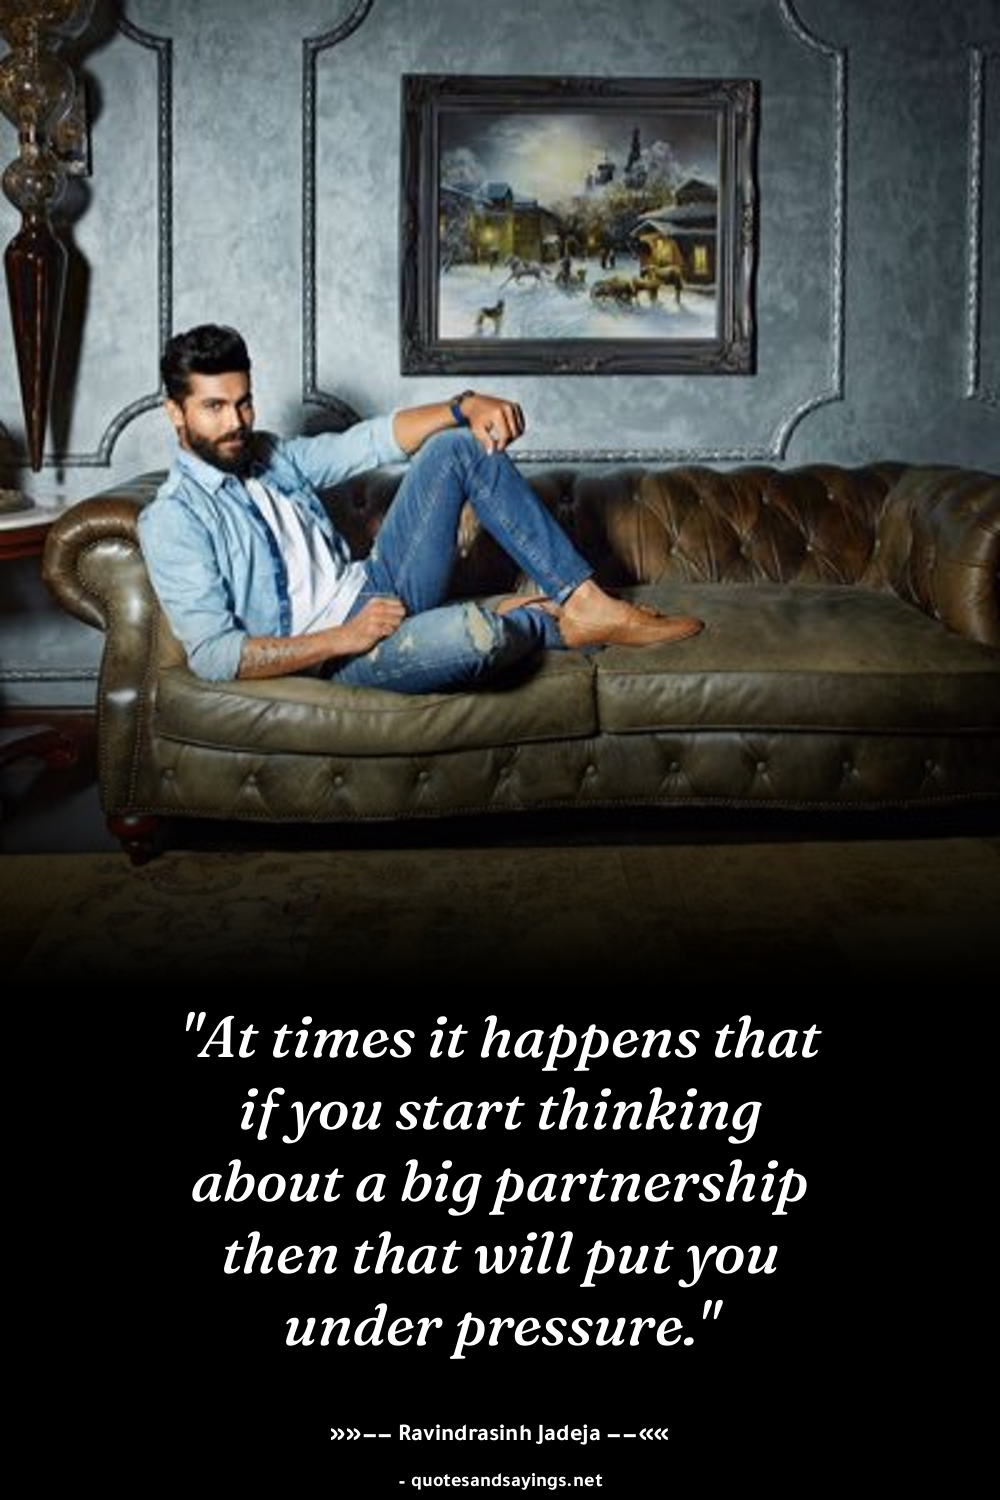 "At times it happens that
if you start thinking
about a big partnership
then that will put you
under pressure."
»»−− Ravindrasinh Jadeja −−««
- quotesandsayings.net